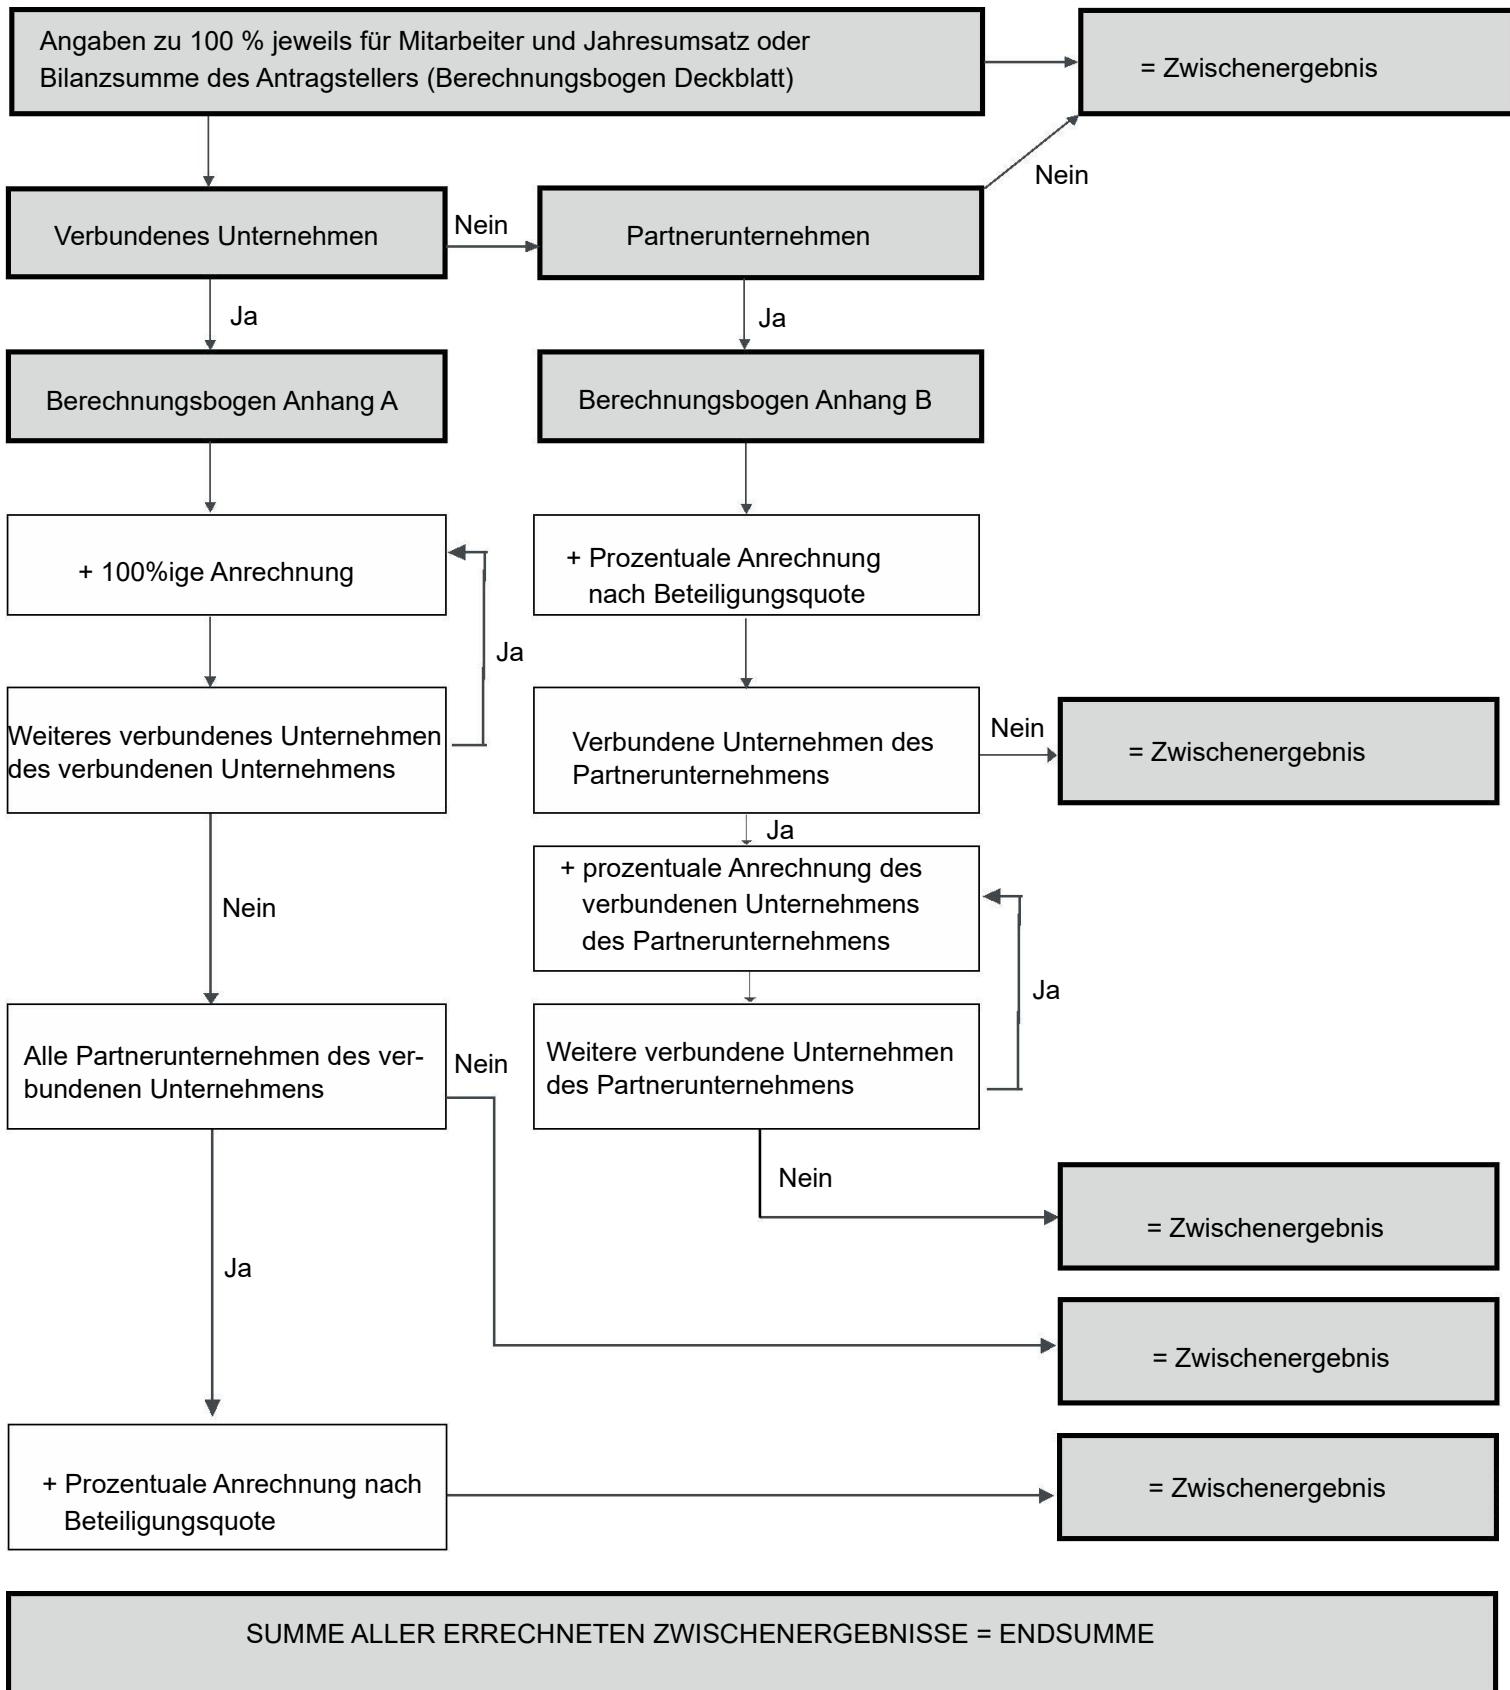 Angaben zu 100 % jeweils für Mitarbeiter und Jahresumsatz oder
Bilanzsumme des Antragstellers (Berechnungsbogen Deckblatt)
= Zwischenergebnis
Nein
Verbundenes Unternehmen
Nein
Partnerunternehmen
Ja
Ja
Berechnungsbogen Anhang A
Berechnungsbogen Anhang B
+ 100%ige Anrechnung
+ Prozentuale Anrechnung
nach Beteiligungsquote
Ja
Weiteres verbundenes Unternehmen
des verbundenen Unternehmens
Verbundene Unternehmen des
Partnerunternehmens
Nein
= Zwischenergebnis
Ja
+ prozentuale Anrechnung des
verbundenen Unternehmens
des Partnerunternehmens
Nein
Ja
Alle Partnerunternehmen des ver-
bundenen Unternehmens
Nein
Weitere verbundene Unternehmen
des Partnerunternehmens
Nein
= Zwischenergebnis
Ja
= Zwischenergebnis
+ Prozentuale Anrechnung nach
Beteiligungsquote
= Zwischenergebnis
SUMME ALLER ERRECHNETEN ZWISCHENERGEBNISSE = ENDSUMME